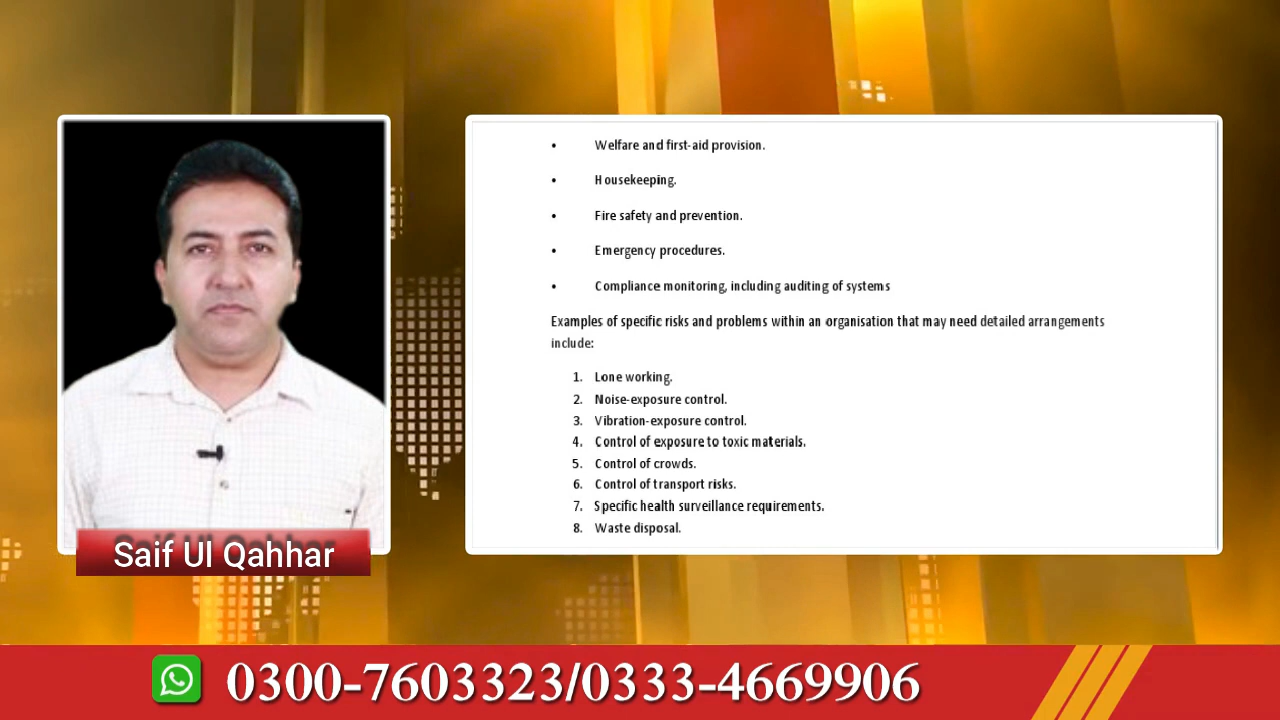 • Welfare and first-aid provision.
• Housekeeping.
• Fire safety and prevention.
• Emergency procedures.
• Compliance monitoring, including auditing of systems
Examples of specific risks and problems within an organisation that may need detailed arrangements
include:
1. Lone working.
2. Noise-exposure control.
3. Vibration-exposure control.
4. Control of exposure to toxic materials.
5. Control of crowds.
6. Control of transport risks.
7. Specific health surveillance requirements.
8. Waste disposal.
Saif Ul Qahhar
0300-7603323/0333-4669906